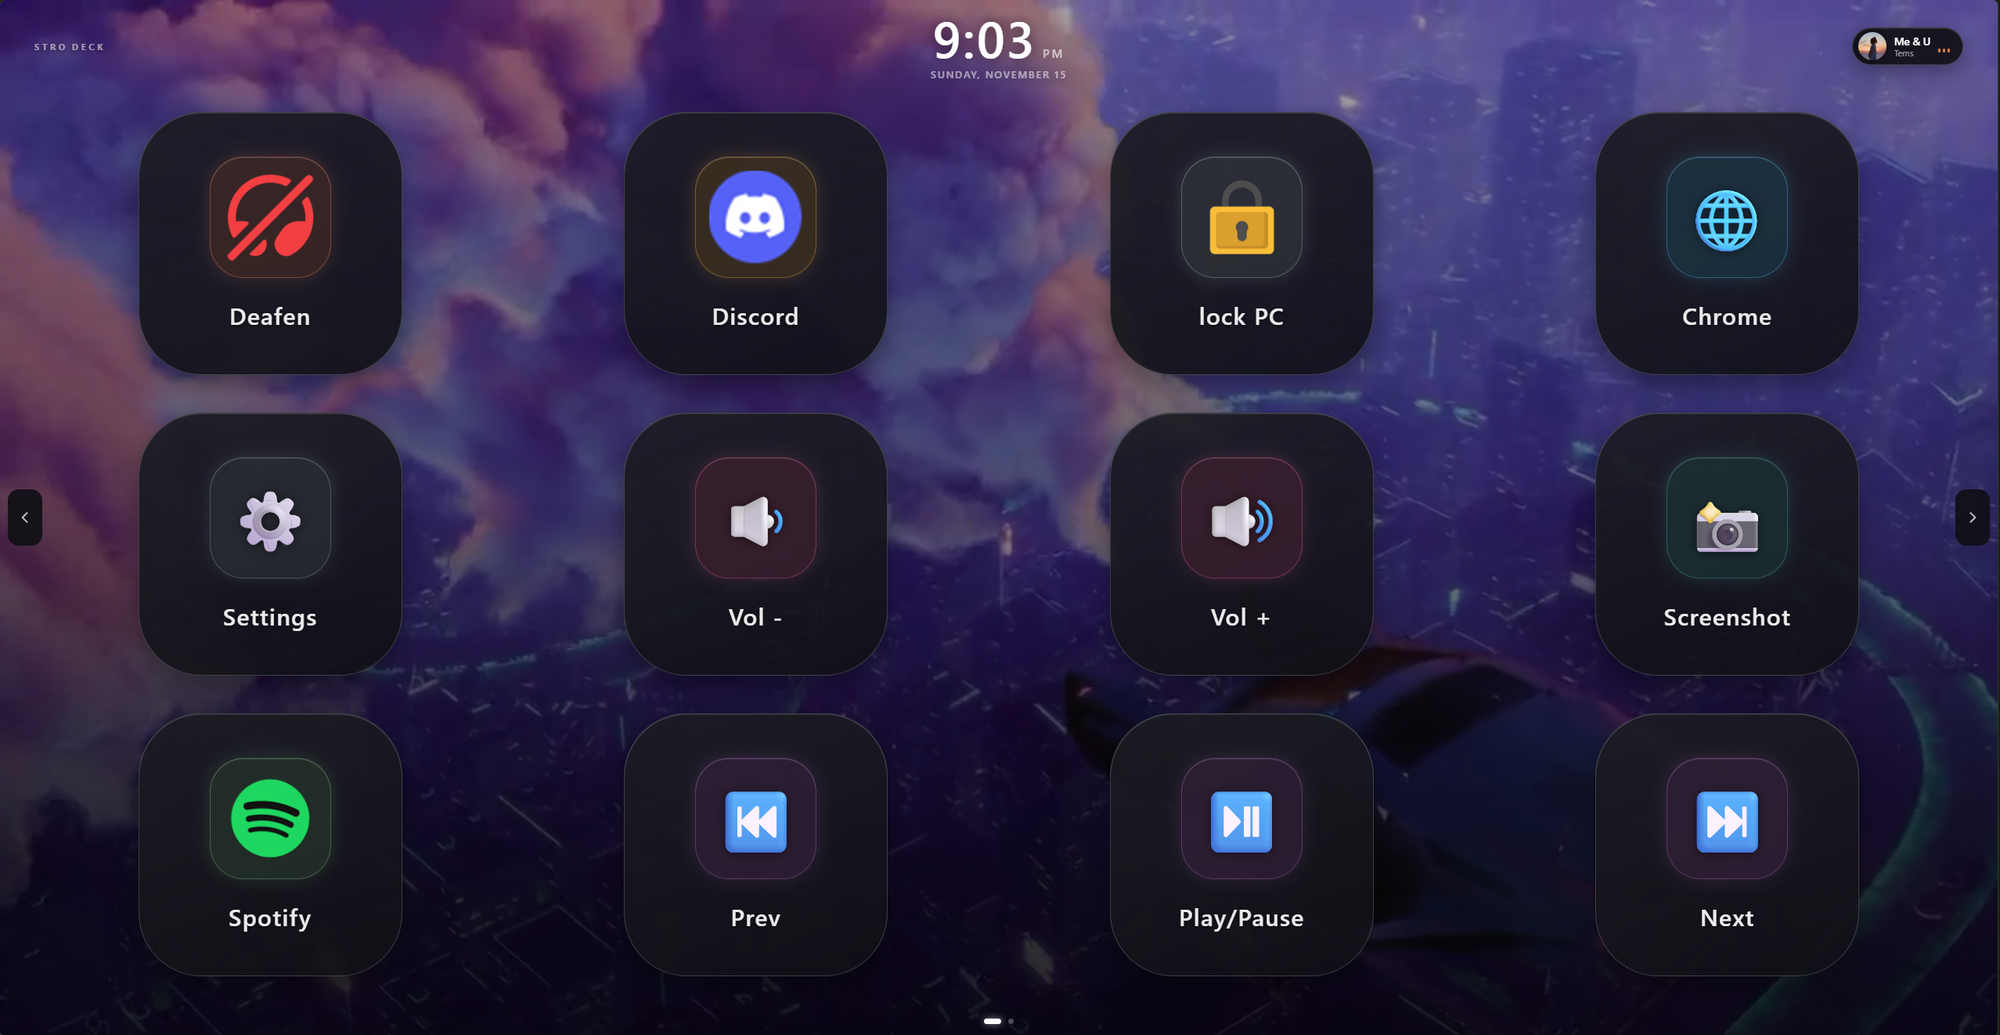 STRO DECK
9:03 PM
SUNDAY, NOVEMBER 15
Me & U
Tems
Deafen
Discord
lock PC
Chrome
Settings
Vol -
Vol +
Screenshot
Spotify
Prev
Play/Pause
Next